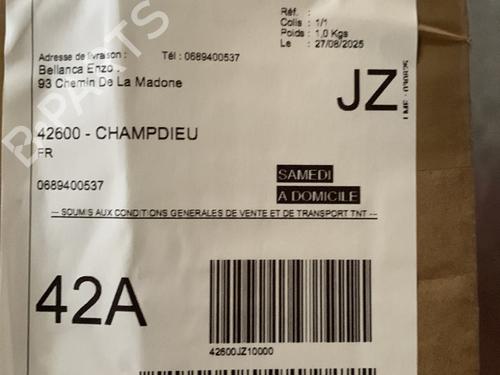 Réf. :
Colis : 1/1
Poids : 1,0 Kgs
Le : 27/08/2025
Adresse de livraison : Tél : 0689400537
Bellanca Enzo .
93 Chemin De La Madone
JZ
42600 - CHAMPDIEU
FR
SAMEDI
0689400537
A DOMICILE
--- SOUMIS AUX CONDITIONS GENERALES DE VENTE ET DE TRANSPORT TNT ---
42A
42600JZ10000
B-PARTS